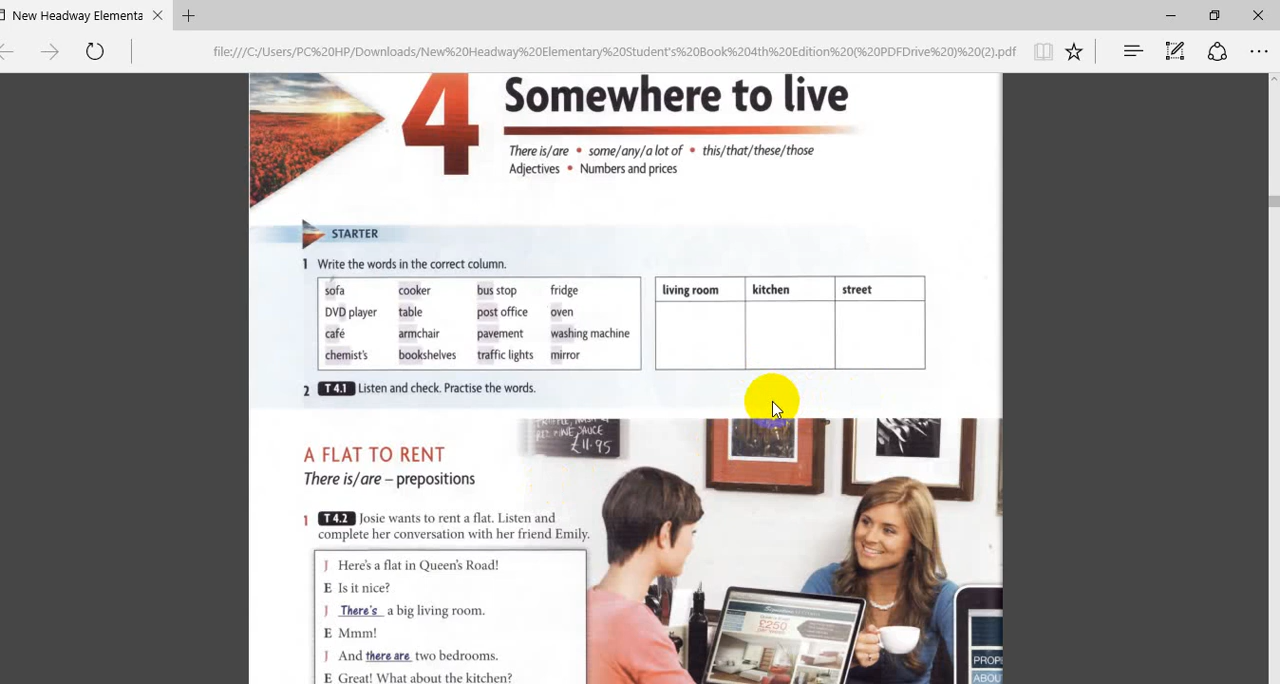 New Headway Elementa
file:///C:/Users/PC%20HP/Downloads/New%20Headway%20Elementary%20Student's%20Book%204th%20Edition%20(%20PDFDrive%20)%20(2).pdf
4 Somewhere to live
There is/are • some/any/a lot of • this/that/these/those
Adjectives • Numbers and prices
STARTER
1 Write the words in the correct column.
sofa cooker bus stop fridge
DVD player table post office oven
café armchair pavement washing machine
chemist's bookshelves traffic lights mirror
living room kitchen street
2 T 4.1 Listen and check. Practise the words.
SAUCE
£11.95
A FLAT TO RENT
There is/are – prepositions
1 T 4.2 Josie wants to rent a flat. Listen and
complete her conversation with her friend Emily.
J Here's a flat in Queen's Road!
E Is it nice?
J There's a big living room.
E Mmm!
J And there are two bedrooms.
E Great! What about the kitchen?
£250
PROP
ABOU